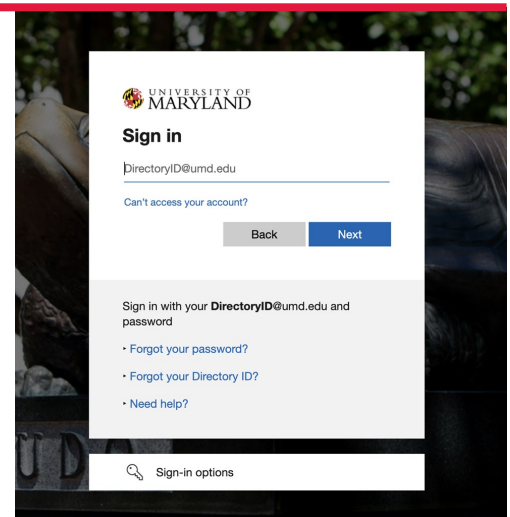 UNIVERSITY OF
MARYLAND
Sign in
DirectoryID@umd.edu
Can't access your account?
Back Next
Sign in with your DirectoryID@umd.edu and
password
‣ Forgot your password?
‣ Forgot your Directory ID?
‣ Need help?
UDA
Sign-in options